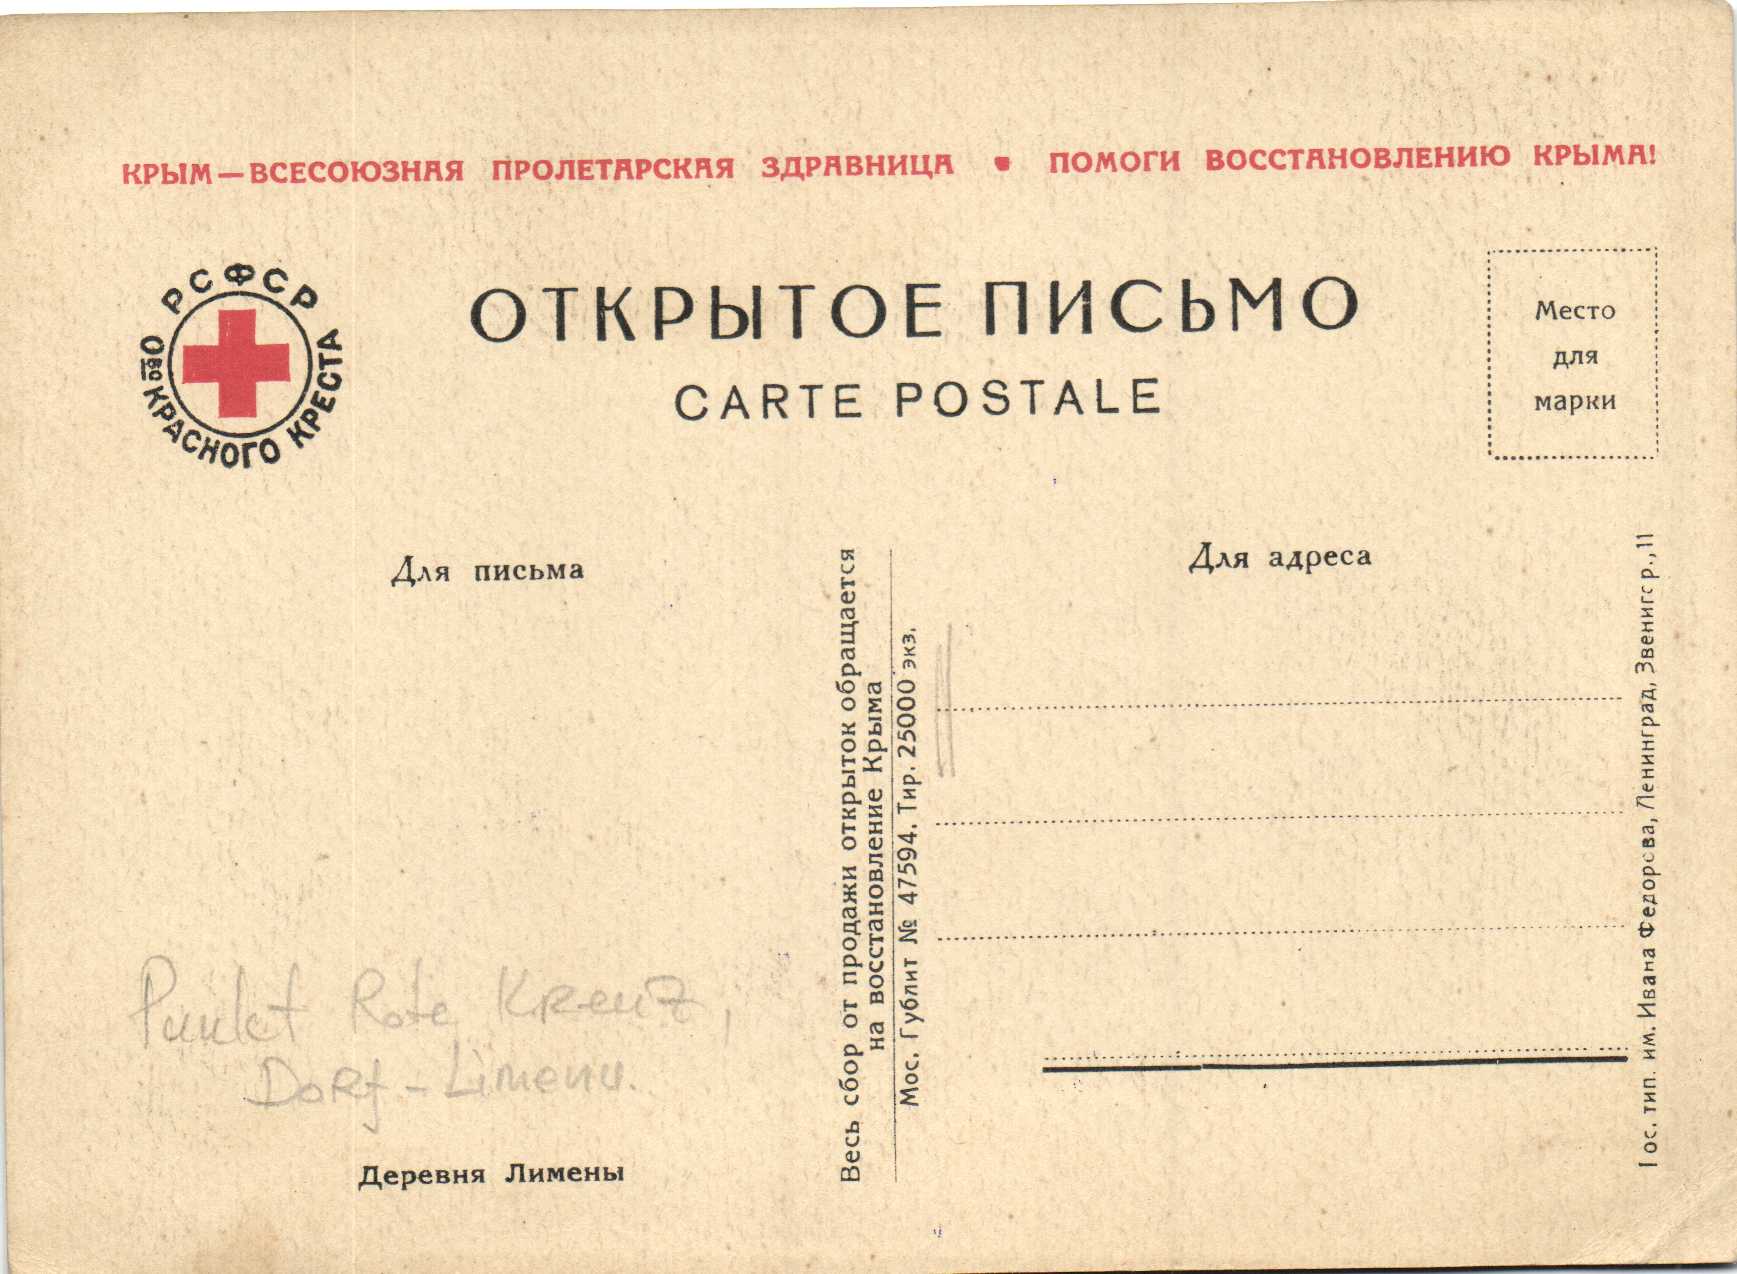 КРЫМ — ВСЕСОЮЗНАЯ ПРОЛЕТАРСКАЯ ЗДРАВНИЦА • ПОМОГИ ВОССТАНОВЛЕНИЮ КРЫМА!
РСФСР
О-ВО КРАСНОГО КРЕСТА
ОТКРЫТОЕ ПИСЬМО
CARTE POSTALE
Место
для
марки
Для письма
Для адреса
Весь сбор от продажи открыток обращается
на восстановление Крыма
Мос. Гублит № 47594. Тир. 25000 экз.
Гос. тип. им. Ивана Федорова, Ленинград, Звенигор., 11
Punkt Rote Kreuz,
Dorf - Limenu.
Деревня Лимены